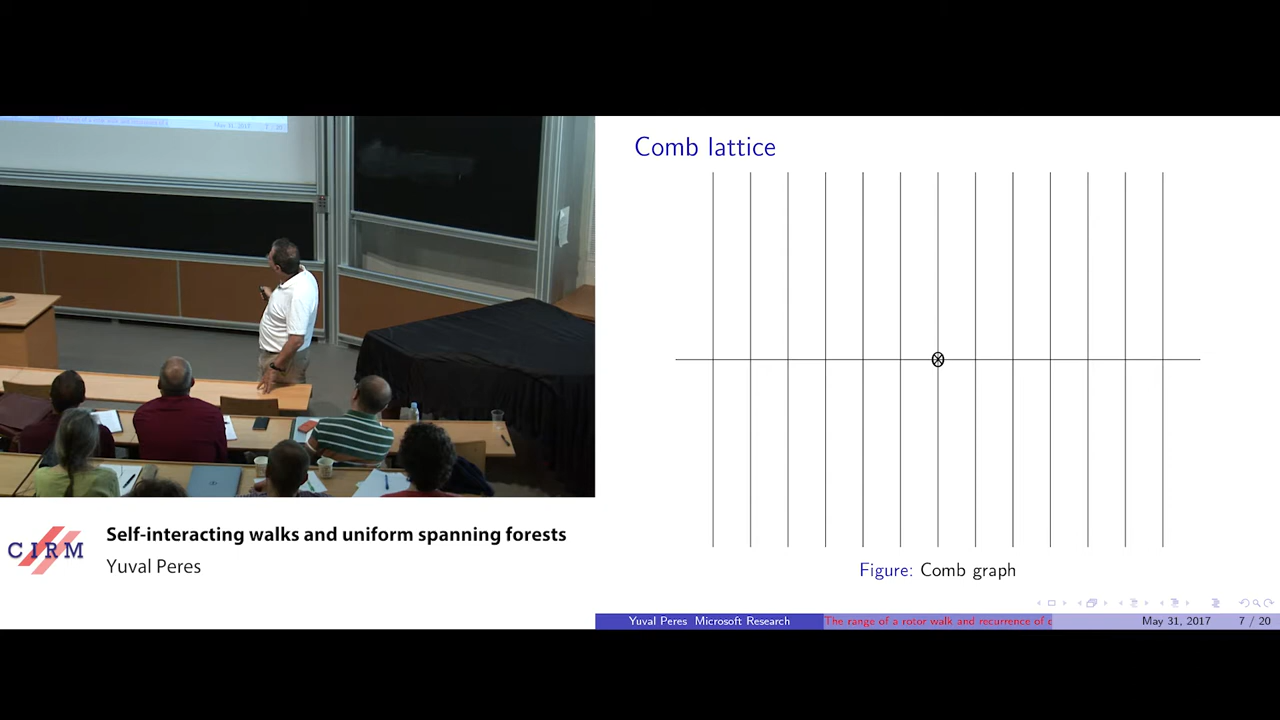 Comb lattice
Figure: Comb graph
CIRM
Self-interacting walks and uniform spanning forests
Yuval Peres
Yuval Peres Microsoft Research
The range of a rotor walk and recurrence of
May 31, 2017
7 / 20